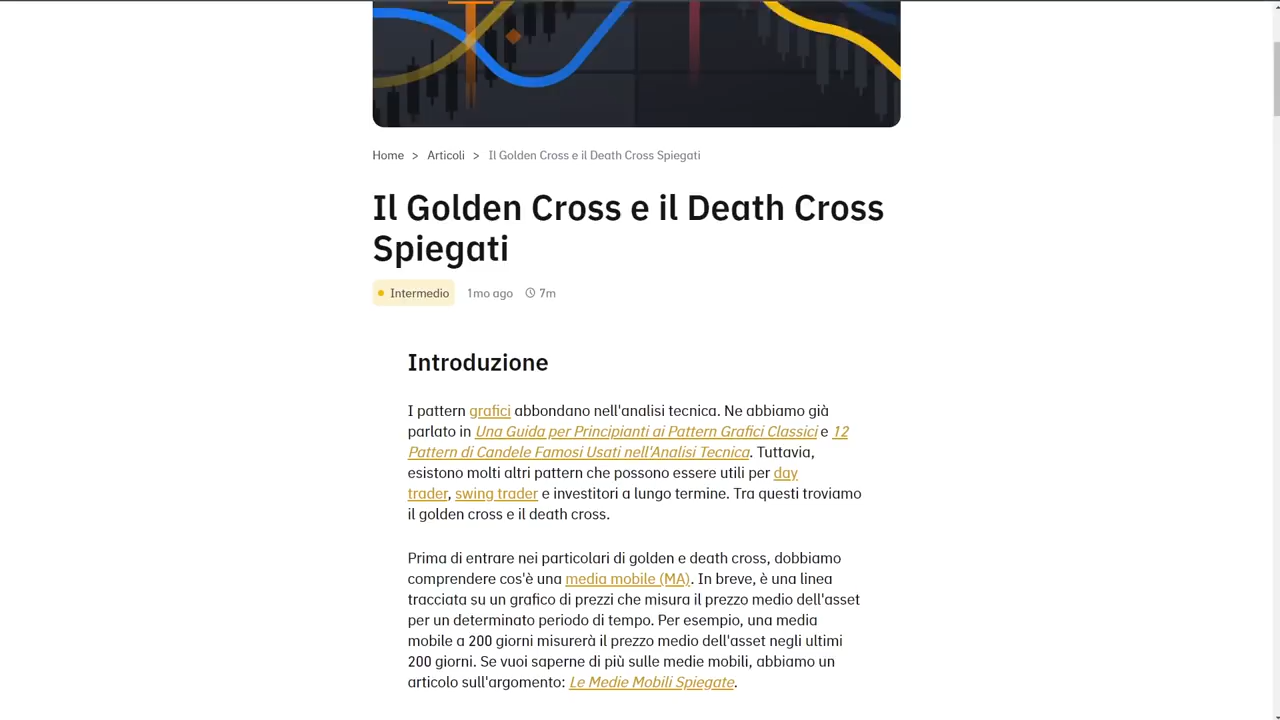 Home > Articoli > Il Golden Cross e il Death Cross Spiegati
Il Golden Cross e il Death Cross
Spiegati
Intermedio 1mo ago 7m
Introduzione
I pattern grafici abbondano nell'analisi tecnica. Ne abbiamo già
parlato in Una Guida per Principianti ai Pattern Grafici Classici e 12
Pattern di Candele Famosi Usati nell'Analisi Tecnica. Tuttavia,
esistono molti altri pattern che possono essere utili per day
trader, swing trader e investitori a lungo termine. Tra questi troviamo
il golden cross e il death cross.
Prima di entrare nei particolari di golden e death cross, dobbiamo
comprendere cos'è una media mobile (MA). In breve, è una linea
tracciata su un grafico di prezzi che misura il prezzo medio dell'asset
per un determinato periodo di tempo. Per esempio, una media
mobile a 200 giorni misurerà il prezzo medio dell'asset negli ultimi
200 giorni. Se vuoi saperne di più sulle medie mobili, abbiamo un
articolo sull'argomento: Le Medie Mobili Spiegate.